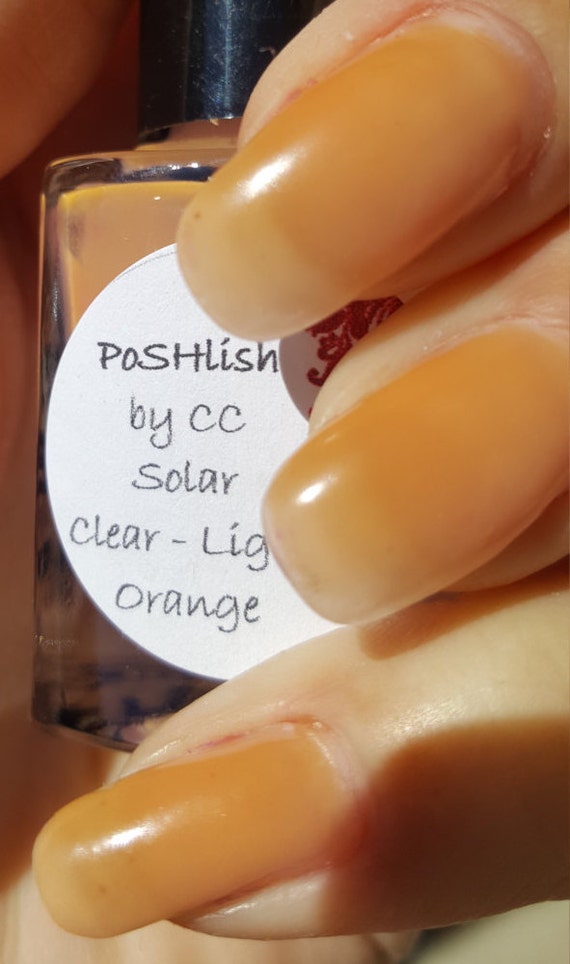 PoSHlish
by CC
Solar
Clear - Lig
Orange